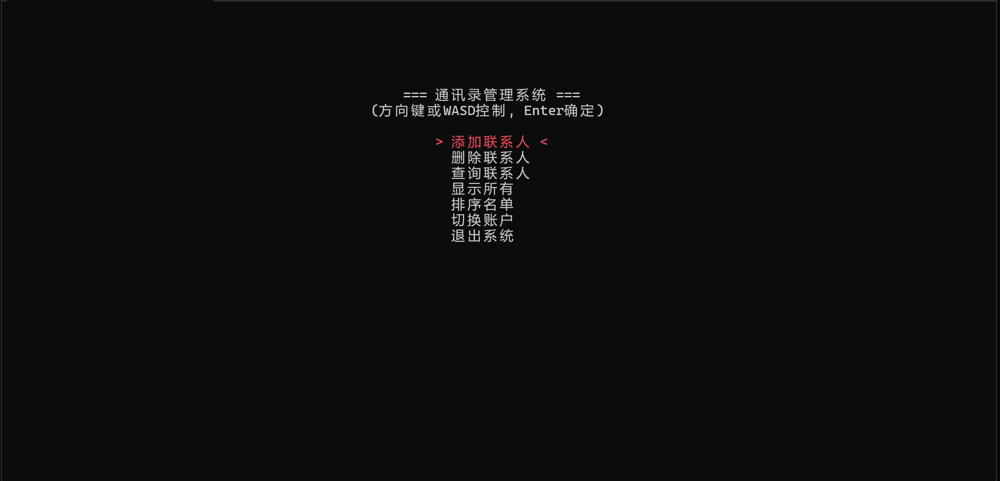 === 通讯录管理系统 ===
(方向键或WASD控制, Enter确定)
> 添加联系人 <
删除联系人
查询联系人
显示所有
排序名单
切换账户
退出系统